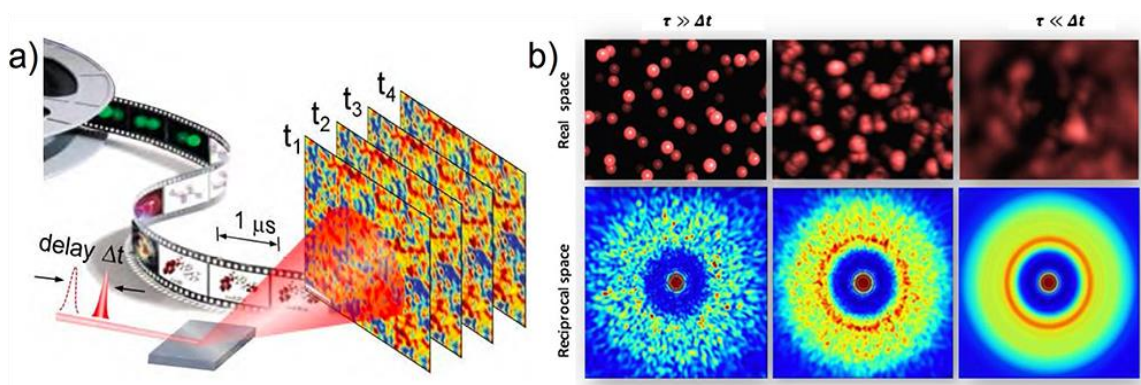 a)
t₁
t₂
t₃
t₄
1 μs
delay Δt
b)
τ ≫ Δt
τ ≪ Δt
Real space
Reciprocal space